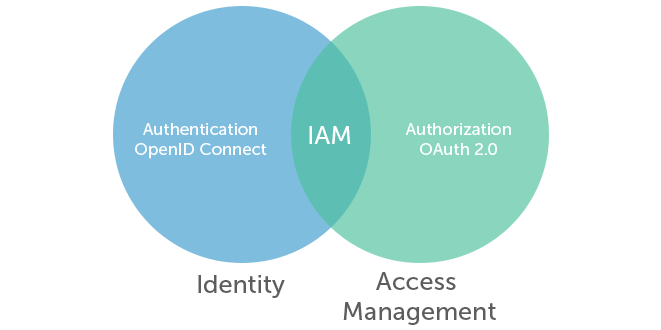 Authentication
OpenID Connect
IAM
Authorization
OAuth 2.0
Identity
Access
Management